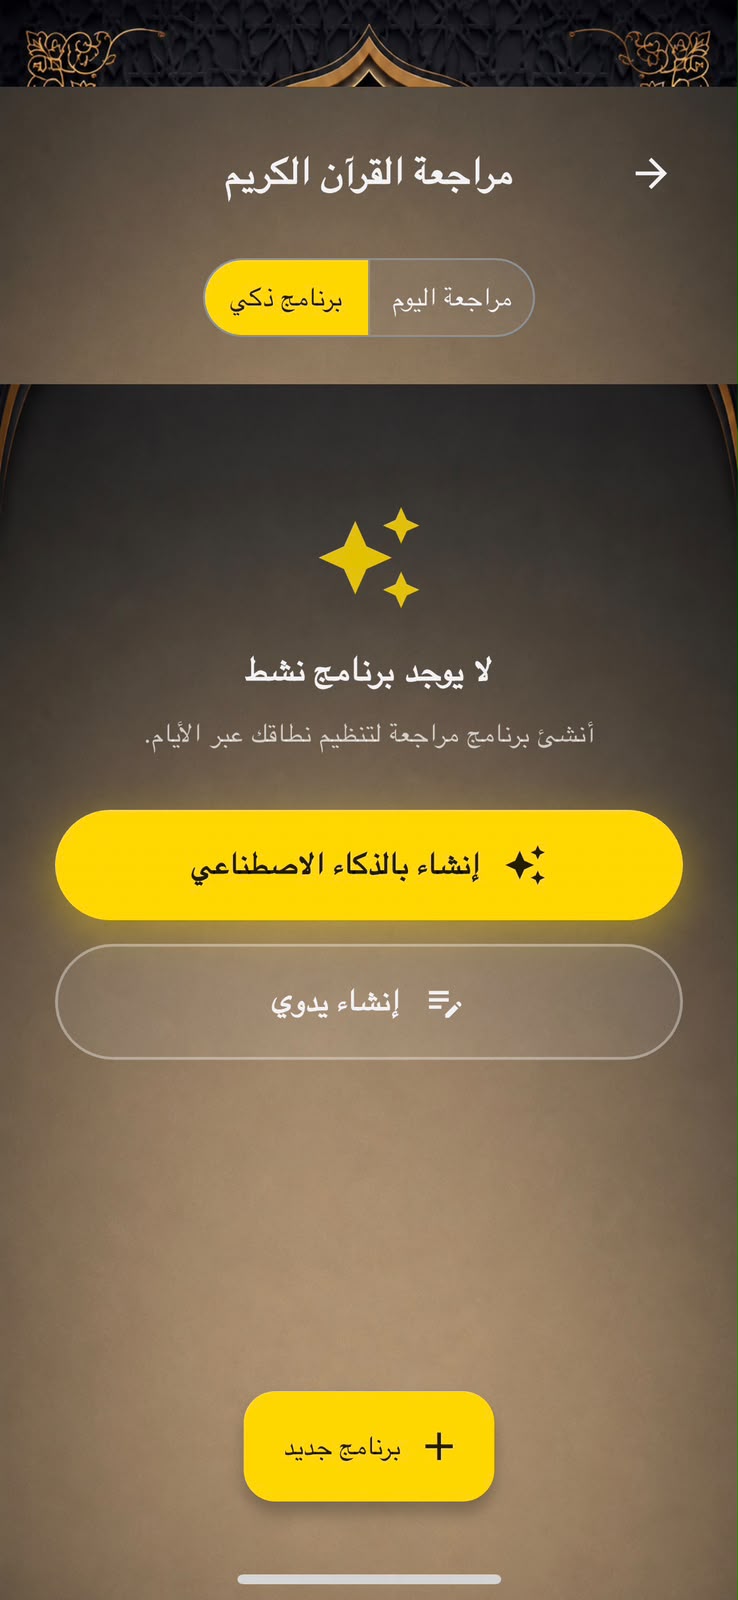 مراجعة القرآن الكريم
مراجعة اليوم
برنامج ذكي
لا يوجد برنامج نشط
أنشئ برنامج مراجعة لتنظيم نطاقك عبر الأيام.
إنشاء بالذكاء الاصطناعي
إنشاء يدوي
برنامج جديد